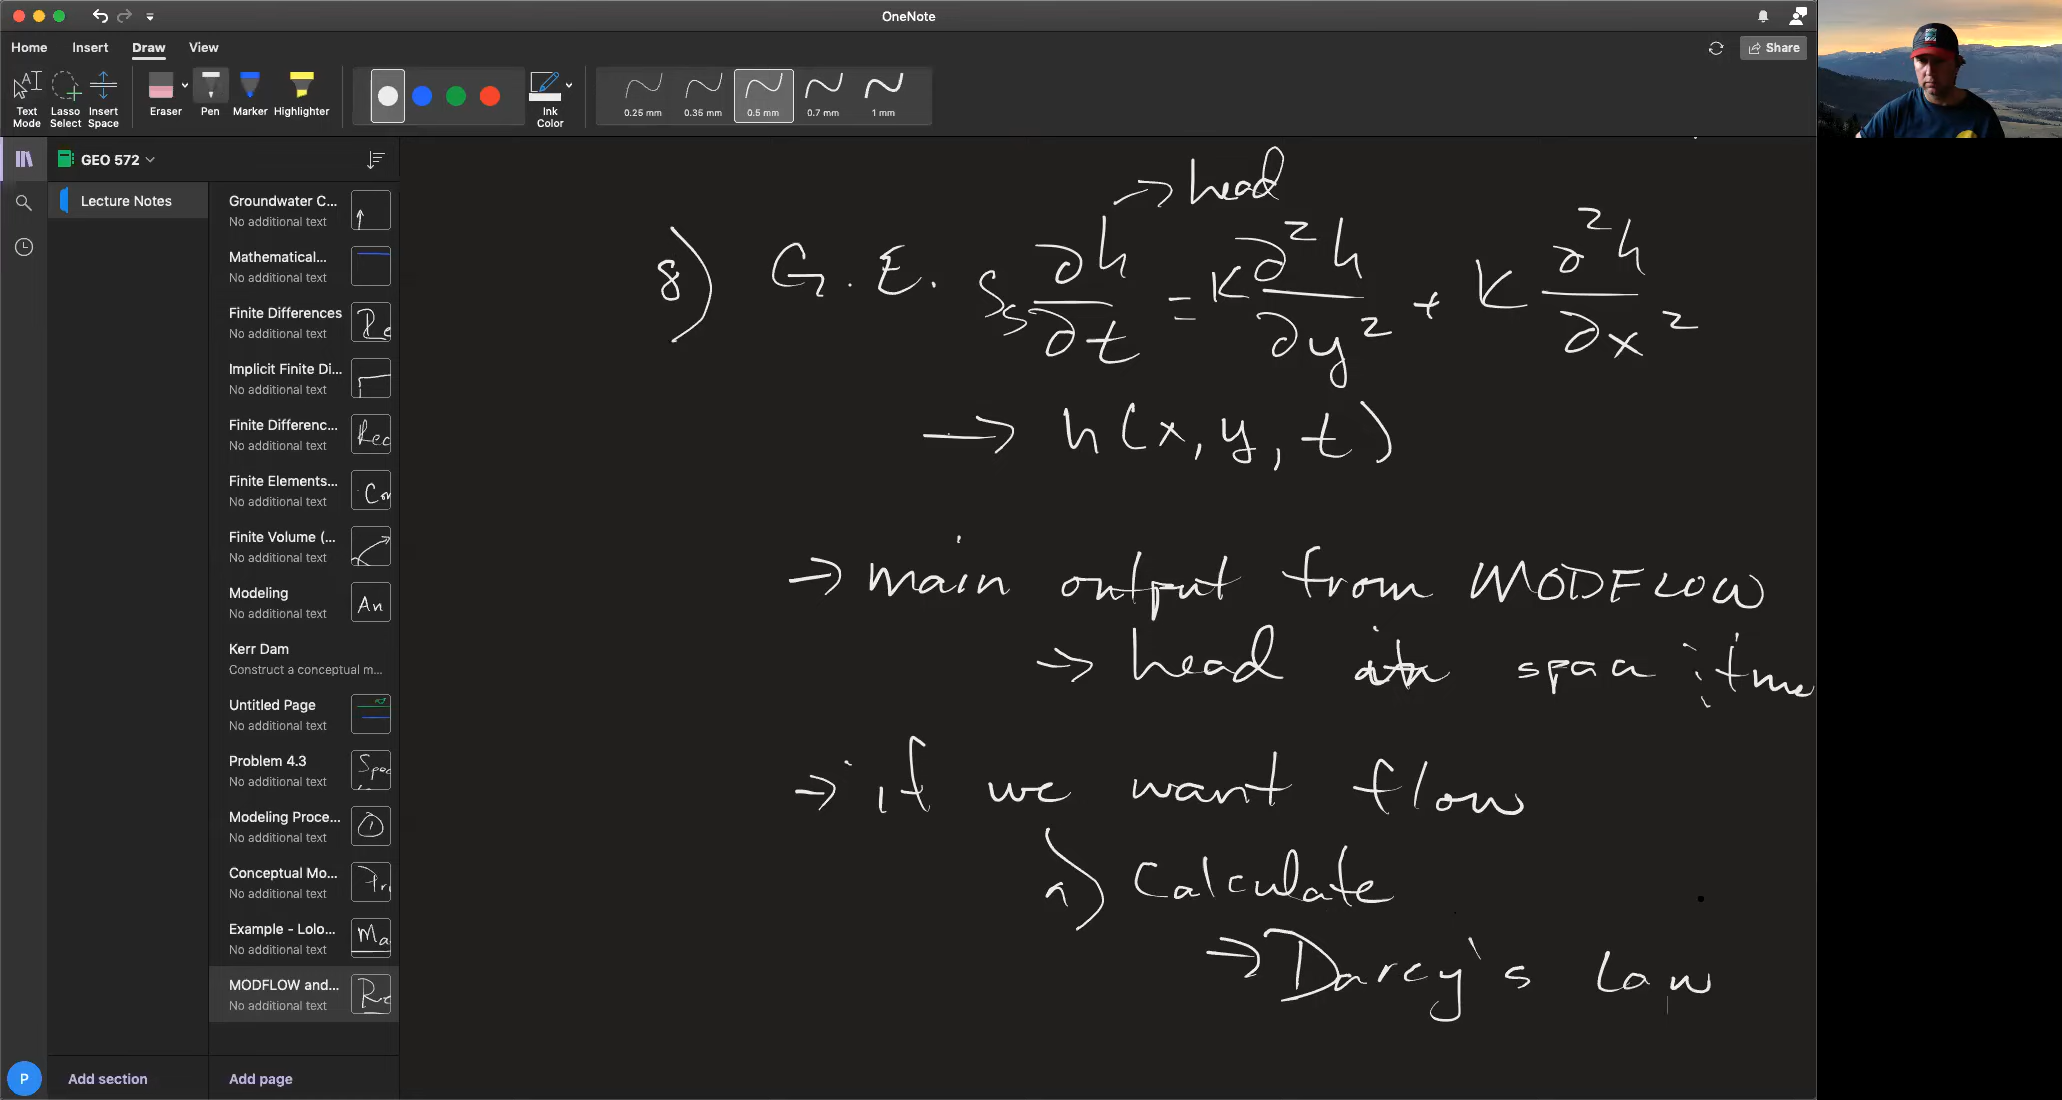 OneNote
Home Insert Draw View
Share
Text Mode
Lasso Select
Insert Space
Eraser
Pen
Marker
Highlighter
Ink Color
0.25 mm
0.35 mm
0.5 mm
0.7 mm
1 mm
GEO 572
Lecture Notes
Groundwater C...
No additional text
Mathematical...
No additional text
Finite Differences
No additional text
Implicit Finite Di...
No additional text
Finite Differenc...
No additional text
Finite Elements...
No additional text
Finite Volume (...
No additional text
Modeling
No additional text
Kerr Dam
Construct a conceptual m...
Untitled Page
No additional text
Problem 4.3
No additional text
Modeling Proce...
No additional text
Conceptual Mo...
No additional text
Example - Lolo...
No additional text
MODFLOW and...
No additional text
P
Add section
Add page
→ head
8) G.E. Ss ∂h/∂t = K ∂²h/∂y² + K ∂²h/∂x²
→ h(x, y, t)
→ main output from MODFLOW
→ head in space : time
→ if we want flow
a) Calculate
→ Darcy's Law